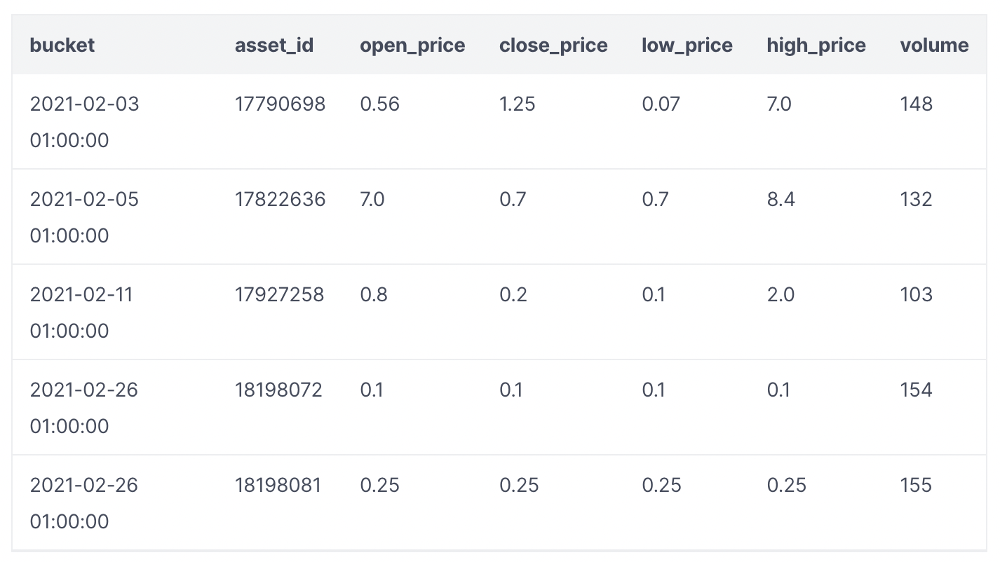 bucket asset_id open_price close_price low_price high_price volume
2021-02-03 17790698 0.56 1.25 0.07 7.0 148
01:00:00
2021-02-05 17822636 7.0 0.7 0.7 8.4 132
01:00:00
2021-02-11 17927258 0.8 0.2 0.1 2.0 103
01:00:00
2021-02-26 18198072 0.1 0.1 0.1 0.1 154
01:00:00
2021-02-26 18198081 0.25 0.25 0.25 0.25 155
01:00:00